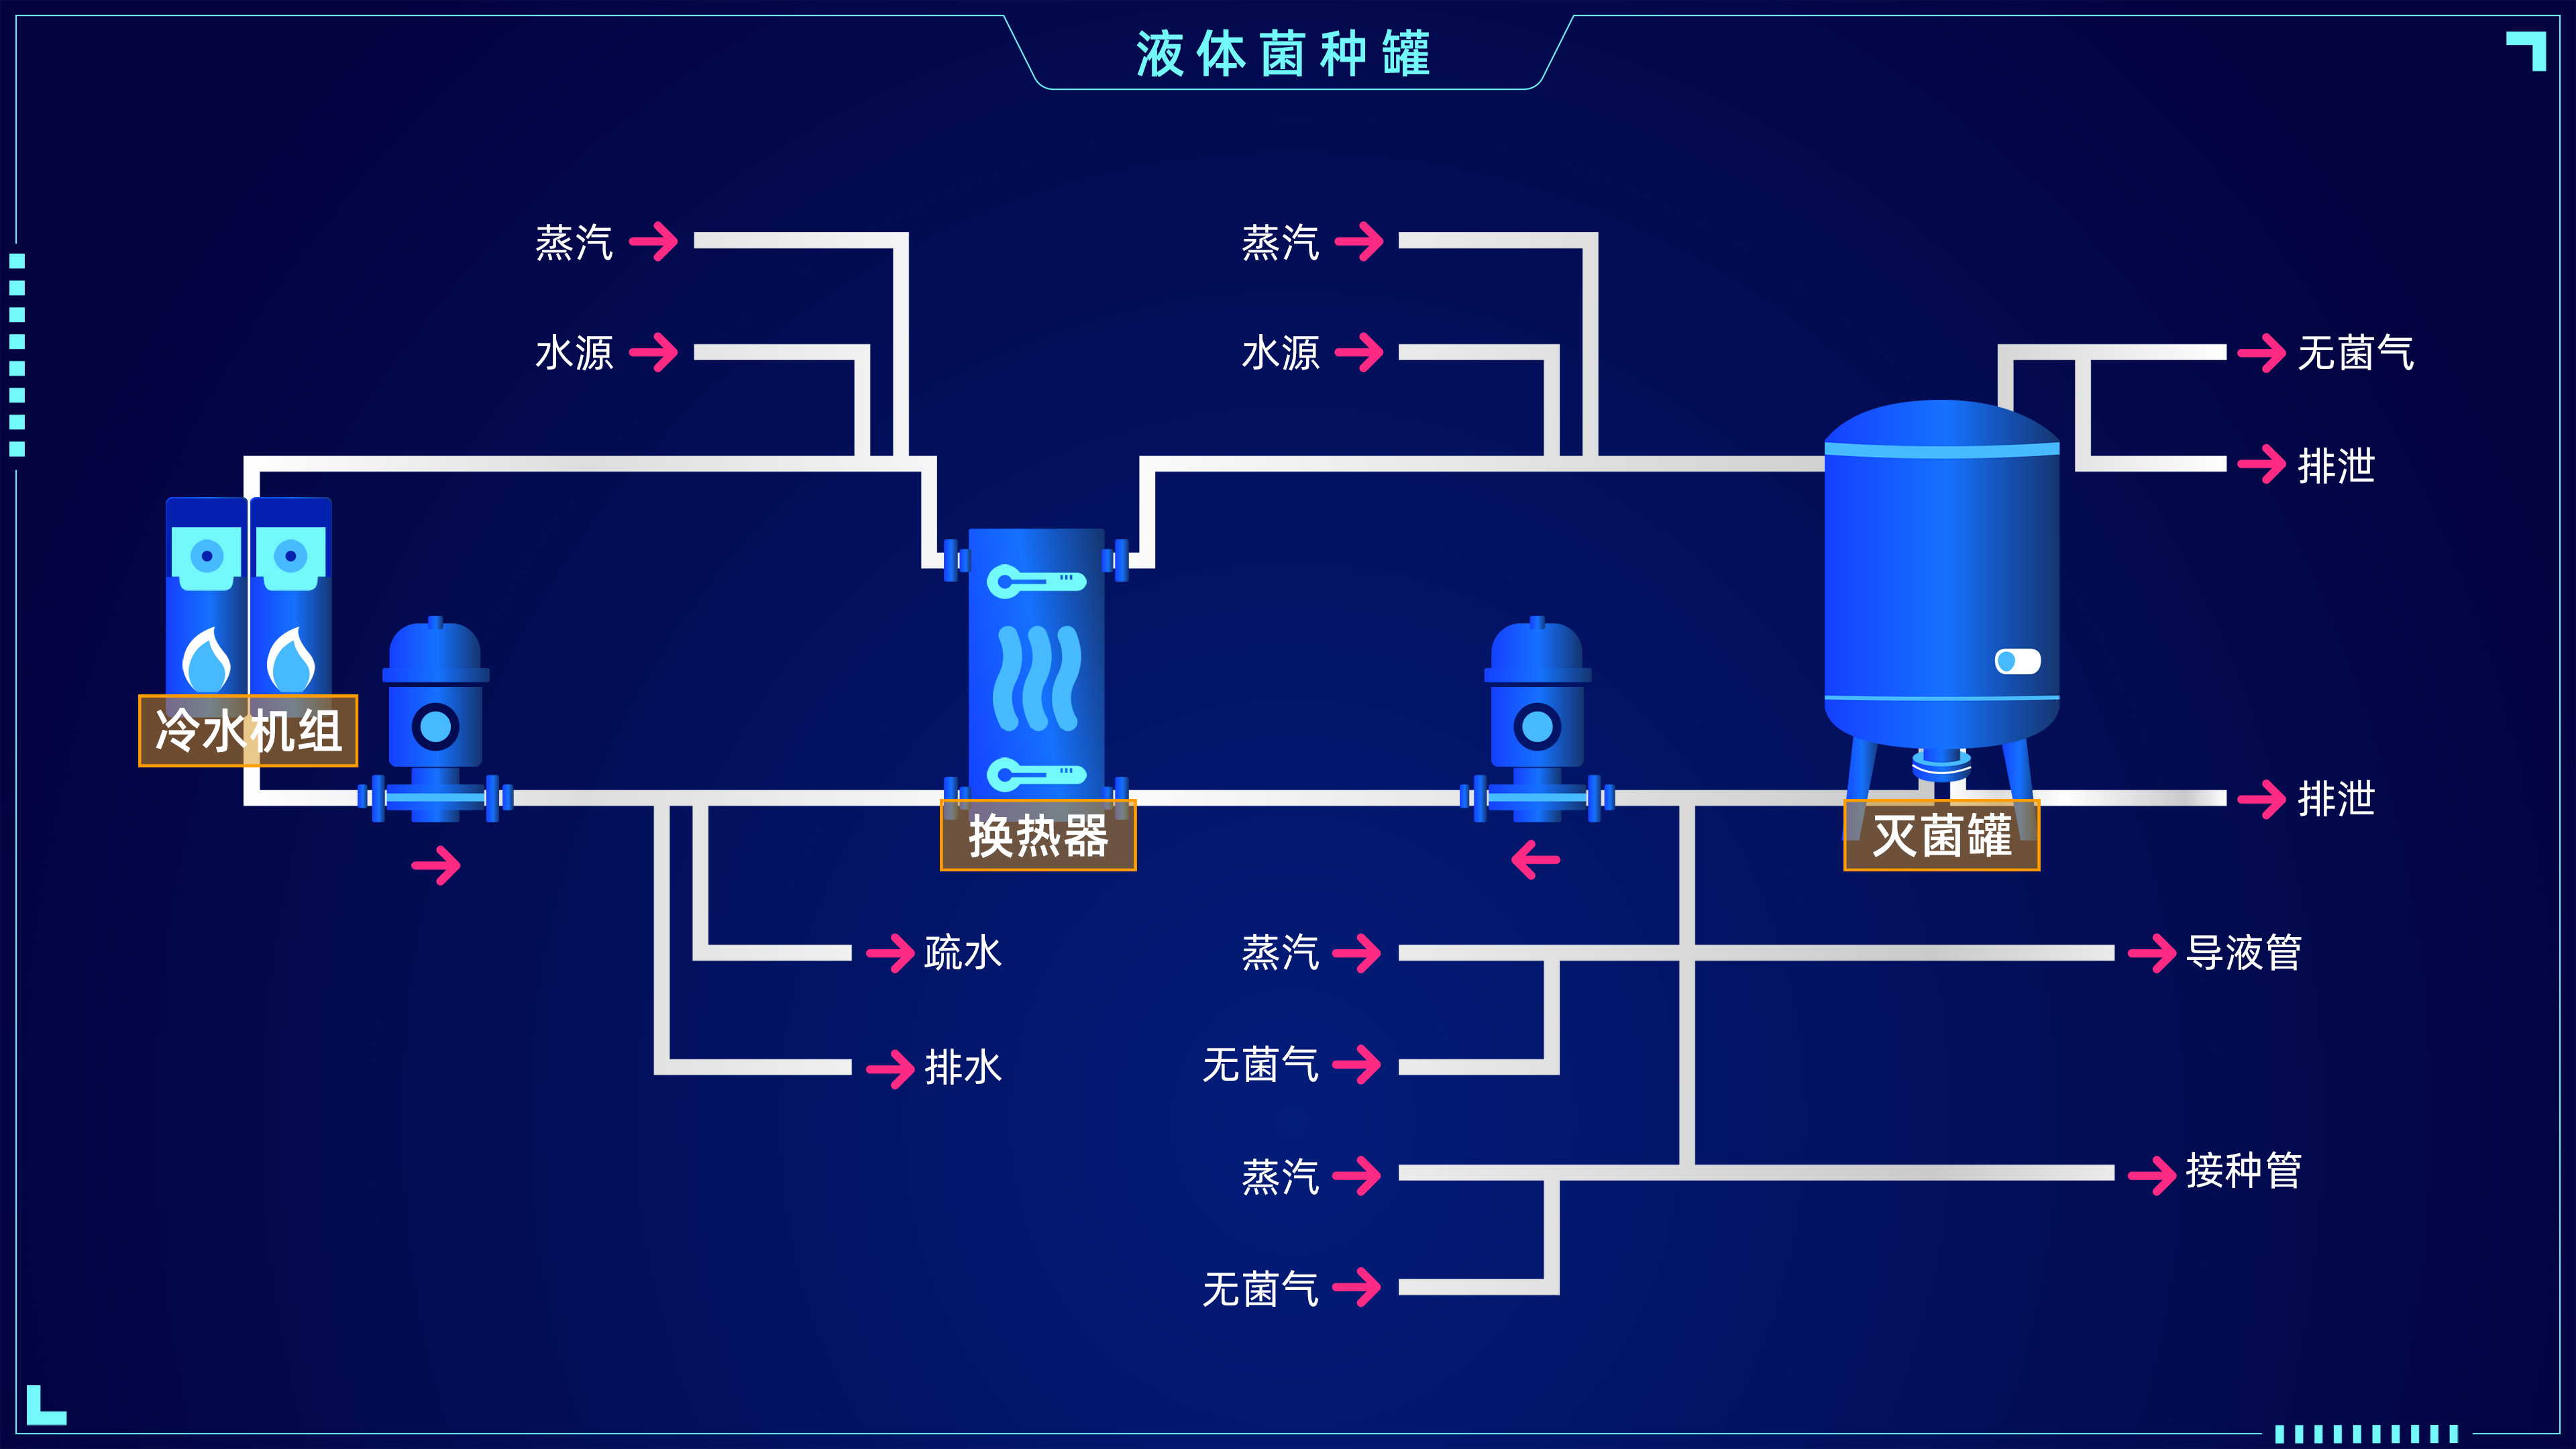 液体菌种罐
蒸汽
蒸汽
水源
水源
无菌气
排泄
冷水机组
排泄
换热器
灭菌罐
疏水
蒸汽
导液管
排水
无菌气
蒸汽
接种管
无菌气